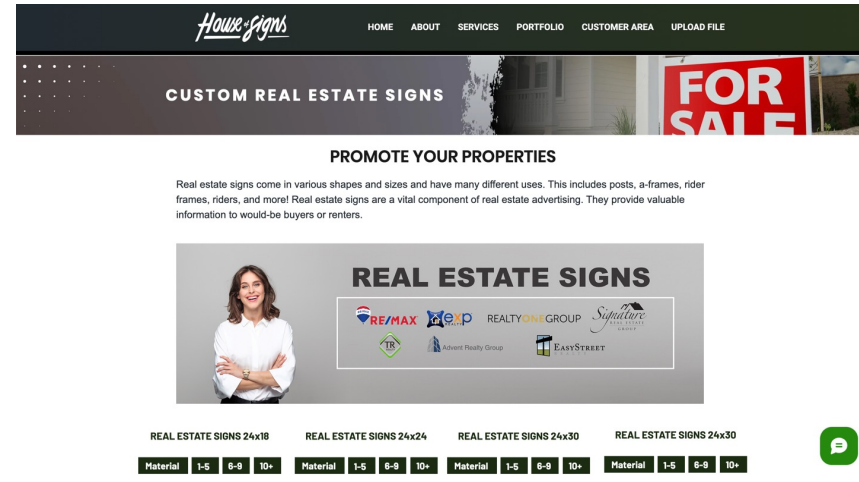 House of Signs
HOME ABOUT SERVICES PORTFOLIO CUSTOMER AREA UPLOAD FILE
CUSTOM REAL ESTATE SIGNS
FOR
SALE
PROMOTE YOUR PROPERTIES
Real estate signs come in various shapes and sizes and have many different uses. This includes posts, a-frames, rider
frames, riders, and more! Real estate signs are a vital component of real estate advertising. They provide valuable
information to would-be buyers or renters.
REAL ESTATE SIGNS
RE/MAX exp REALTY REALTYONEGROUP Signature
REAL ESTATE
GROUP
TR Advent Realty Group EASYSTREET
REAL ESTATE SIGNS 24x18 REAL ESTATE SIGNS 24x24 REAL ESTATE SIGNS 24x30 REAL ESTATE SIGNS 24x30
Material 1-5 6-9 10+ Material 1-5 6-9 10+ Material 1-5 6-9 10+ Material 1-5 6-9 10+